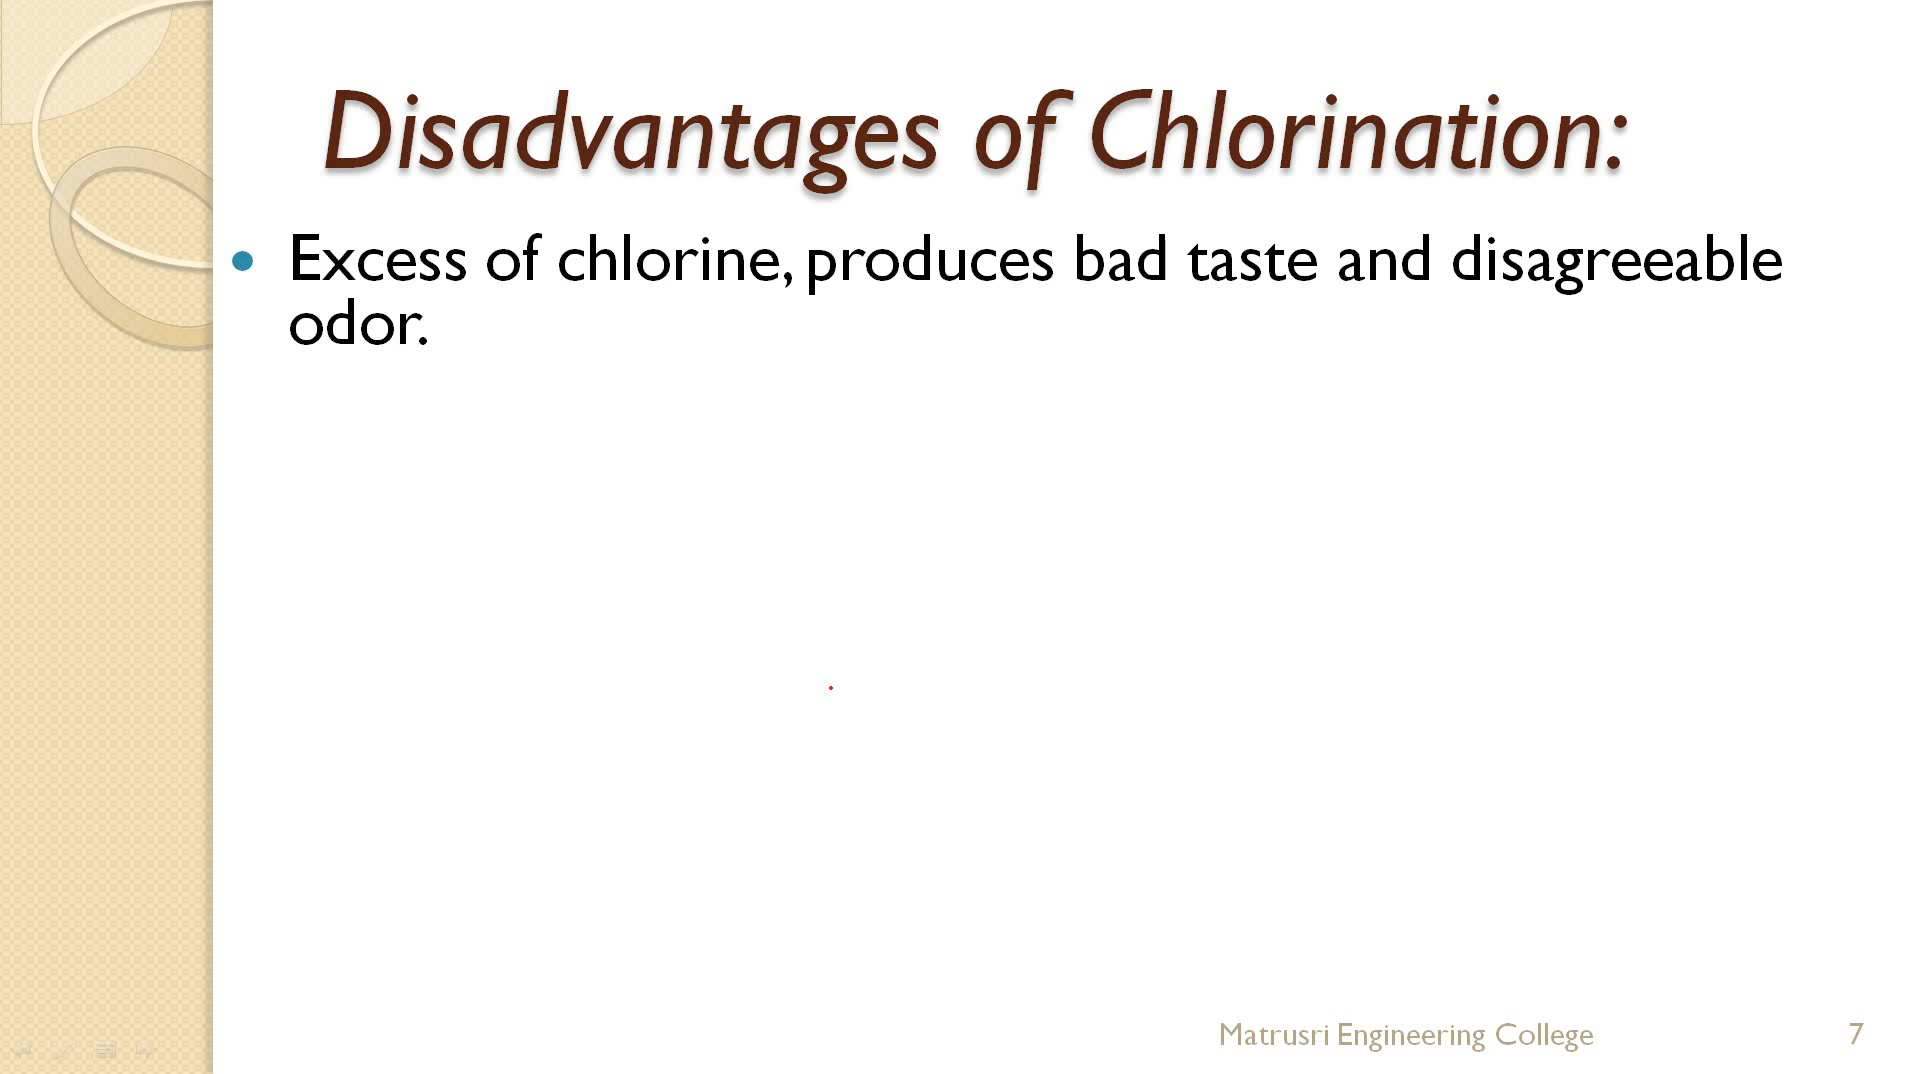 Disadvantages of Chlorination:
• Excess of chlorine, produces bad taste and disagreeable
odor.
Matrusri Engineering College 7